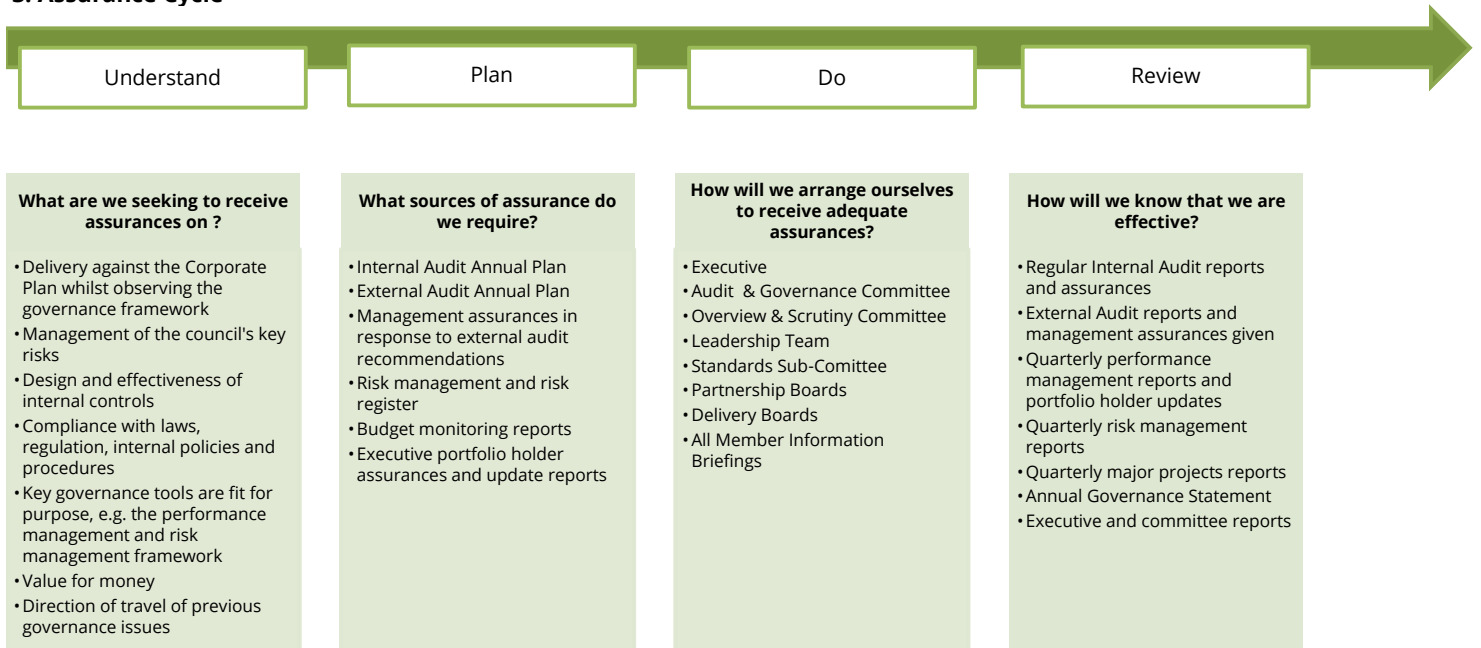 3. Assurance Cycle
Understand
Plan
Do
Review
What are we seeking to receive
assurances on ?
• Delivery against the Corporate
Plan whilst observing the
governance framework
• Management of the council's key
risks
• Design and effectiveness of
internal controls
• Compliance with laws,
regulation, internal policies and
procedures
• Key governance tools are fit for
purpose, e.g. the performance
management and risk
management framework
• Value for money
• Direction of travel of previous
governance issues
What sources of assurance do
we require?
• Internal Audit Annual Plan
• External Audit Annual Plan
• Management assurances in
response to external audit
recommendations
• Risk management and risk
register
• Budget monitoring reports
• Executive portfolio holder
assurances and update reports
How will we arrange ourselves
to receive adequate
assurances?
• Executive
• Audit & Governance Committee
• Overview & Scrutiny Committee
• Leadership Team
• Standards Sub-Comittee
• Partnership Boards
• Delivery Boards
• All Member Information
Briefings
How will we know that we are
effective?
• Regular Internal Audit reports
and assurances
• External Audit reports and
management assurances given
• Quarterly performance
management reports and
portfolio holder updates
• Quarterly risk management
reports
• Quarterly major projects reports
• Annual Governance Statement
• Executive and committee reports